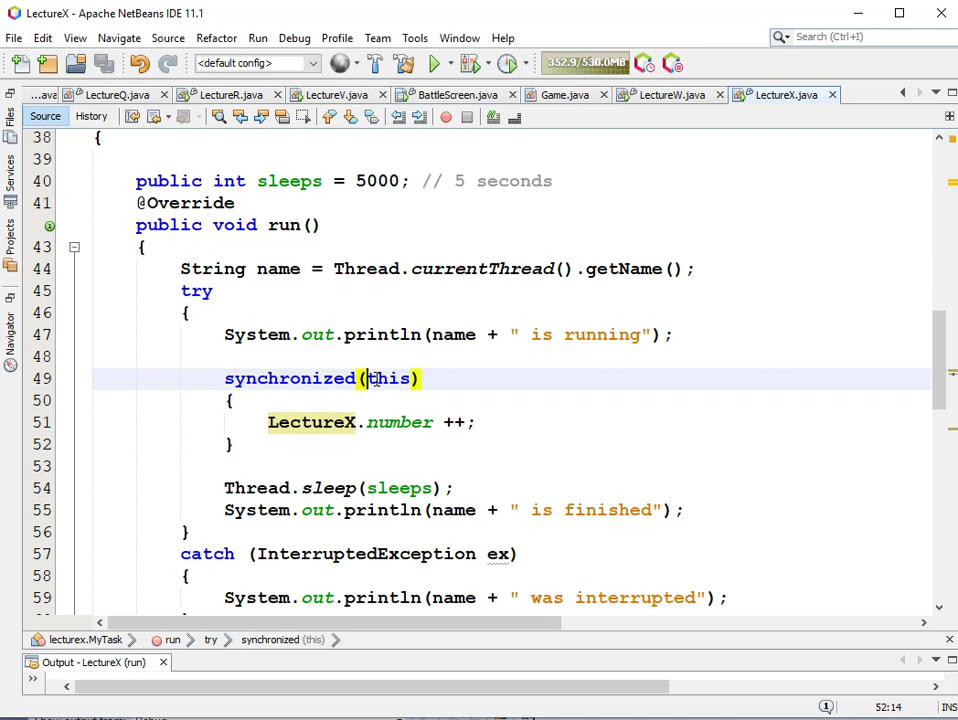 LectureX - Apache NetBeans IDE 11.1
File Edit View Navigate Source Refactor Run Debug Profile Team Tools Window Help
Search (Ctrl+I)
<default config>
352.9/530.0MB
...ava LectureQ.java LectureR.java LectureV.java BattleScreen.java Game.java LectureW.java LectureX.java
Source History
Files
Services
Projects
Navigator
38 {
39
40 public int sleeps = 5000; // 5 seconds
41 @Override
public void run()
43 {
44 String name = Thread.currentThread().getName();
45 try
46 {
47 System.out.println(name + " is running");
48
49 synchronized(this)
50 {
51 LectureX.number ++;
52 }
53
54 Thread.sleep(sleeps);
55 System.out.println(name + " is finished");
56 }
57 catch (InterruptedException ex)
58 {
59 System.out.println(name + " was interrupted");
lecturex.MyTask run try synchronized (this)
Output - LectureX (run)
52:14 INS